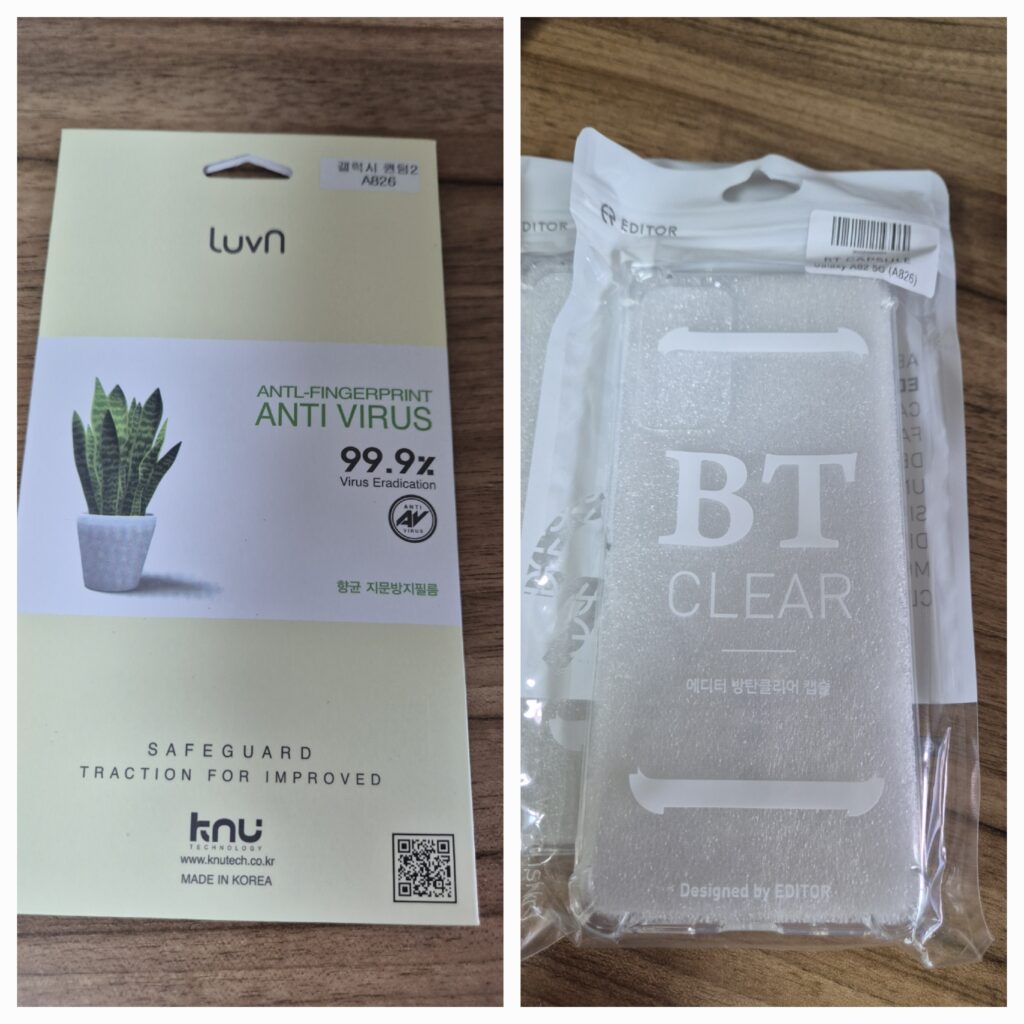 갤럭시 퀀텀2
A826
Luvn
ANTL-FINGERPRINT
ANTI VIRUS
99.9%
Virus Eradication
ANTI
AV
VIRUS
향균 지문방지필름
SAFEGUARD
TRACTION FOR IMPROVED
knu
TECHNOLOGY
www.knutech.co.kr
MADE IN KOREA
DITOR
EDITOR
BT CAPSULE
Galaxy A82 5G (A826)
BT
CLEAR
에디터 방탄클리어 캡슐
Designed by EDITOR